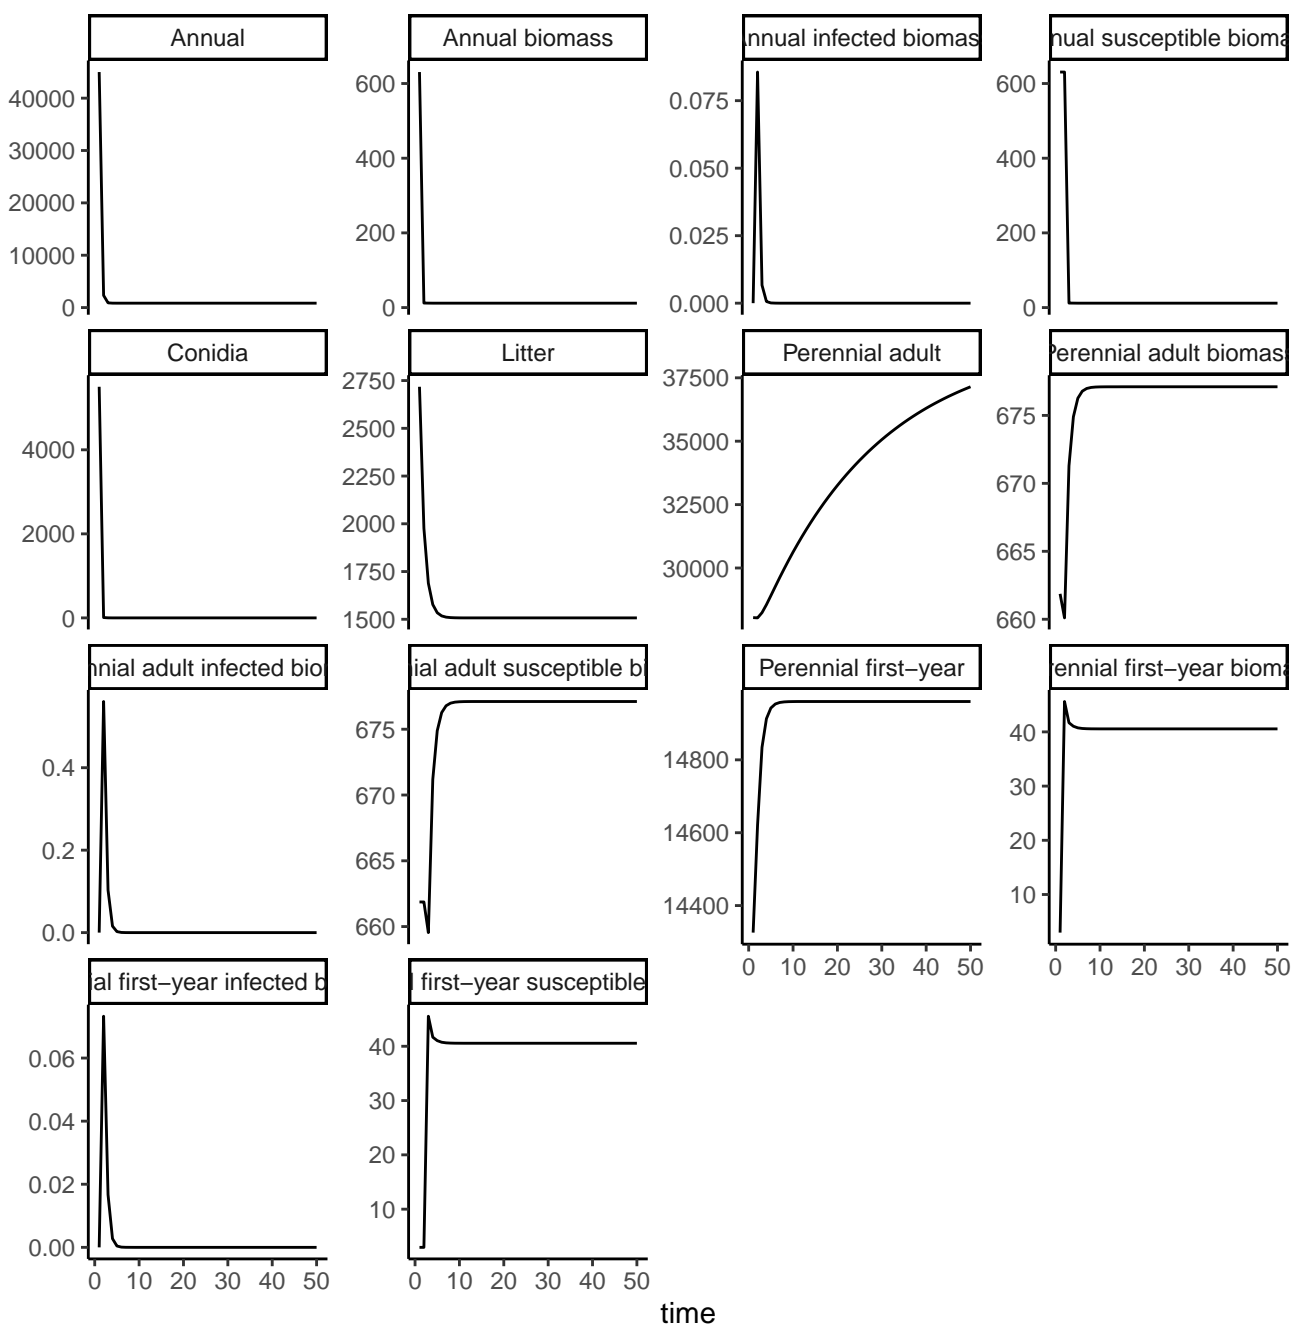 Annual
Annual biomass
nnual infected biomas
nual susceptible bioma
40000
30000
20000
10000
0
600
400
200
0
0.075
0.050
0.025
0.000
600
400
200
0
Conidia
Litter
Perennial adult
Perennial adult biomass
4000
2000
0
2750
2500
2250
2000
1750
1500
37500
35000
32500
30000
675
670
665
660
nnial adult infected bior
ial adult susceptible bi
Perennial first−year
rennial first−year bioma
0.4
0.2
0.0
675
670
665
660
14800
14600
14400
0 10 20 30 40 50
40
30
20
10
0 10 20 30 40 50
ial first−year infected b
l first−year susceptible
0.06
0.04
0.02
0.00
0 10 20 30 40 50
40
30
20
10
0 10 20 30 40 50
time